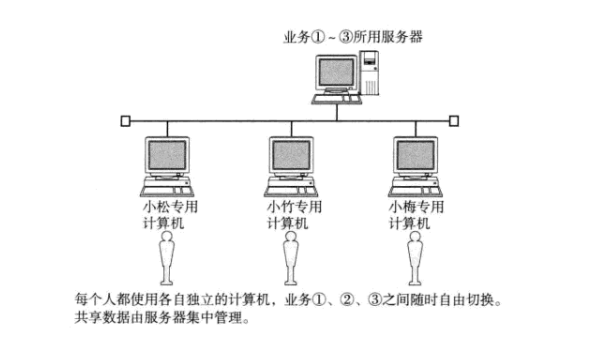 业务①~③所用服务器
小松专用
计算机
小竹专用
计算机
小梅专用
计算机
每个人都使用各自独立的计算机，业务①、②、③之间随时自由切换。
共享数据由服务器集中管理。